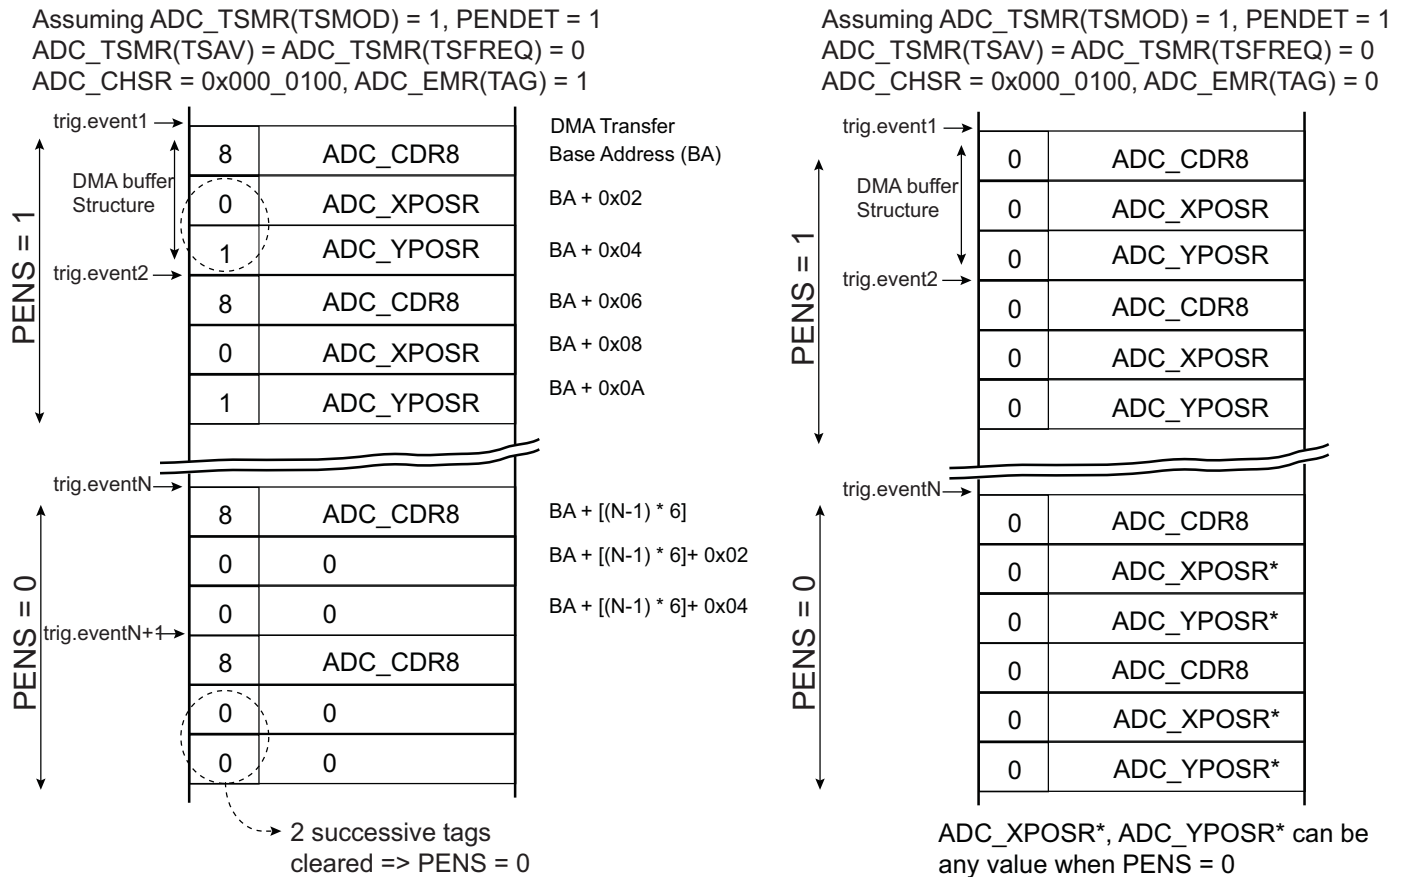 Assuming ADC_TSMR(TSMOD) = 1, PENDET = 1
ADC_TSMR(TSAV) = ADC_TSMR(TSFREQ) = 0
ADC_CHSR = 0x000_0100, ADC_EMR(TAG) = 1
trig.event1
DMA Transfer
Base Address (BA)
8 ADC_CDR8
DMA buffer
Structure
0 ADC_XPOSR BA + 0x02
1 ADC_YPOSR BA + 0x04
PENS = 1
trig.event2
8 ADC_CDR8 BA + 0x06
0 ADC_XPOSR BA + 0x08
1 ADC_YPOSR BA + 0x0A
trig.eventN
8 ADC_CDR8 BA + [(N-1) * 6]
0 0 BA + [(N-1) * 6]+ 0x02
0 0 BA + [(N-1) * 6]+ 0x04
PENS = 0
trig.eventN+1
8 ADC_CDR8
0 0
0 0
2 successive tags
cleared => PENS = 0
Assuming ADC_TSMR(TSMOD) = 1, PENDET = 1
ADC_TSMR(TSAV) = ADC_TSMR(TSFREQ) = 0
ADC_CHSR = 0x000_0100, ADC_EMR(TAG) = 0
trig.event1
0 ADC_CDR8
DMA buffer
Structure
0 ADC_XPOSR
0 ADC_YPOSR
PENS = 1
trig.event2
0 ADC_CDR8
0 ADC_XPOSR
0 ADC_YPOSR
trig.eventN
0 ADC_CDR8
0 ADC_XPOSR*
0 ADC_YPOSR*
PENS = 0
0 ADC_CDR8
0 ADC_XPOSR*
0 ADC_YPOSR*
ADC_XPOSR*, ADC_YPOSR* can be
any value when PENS = 0